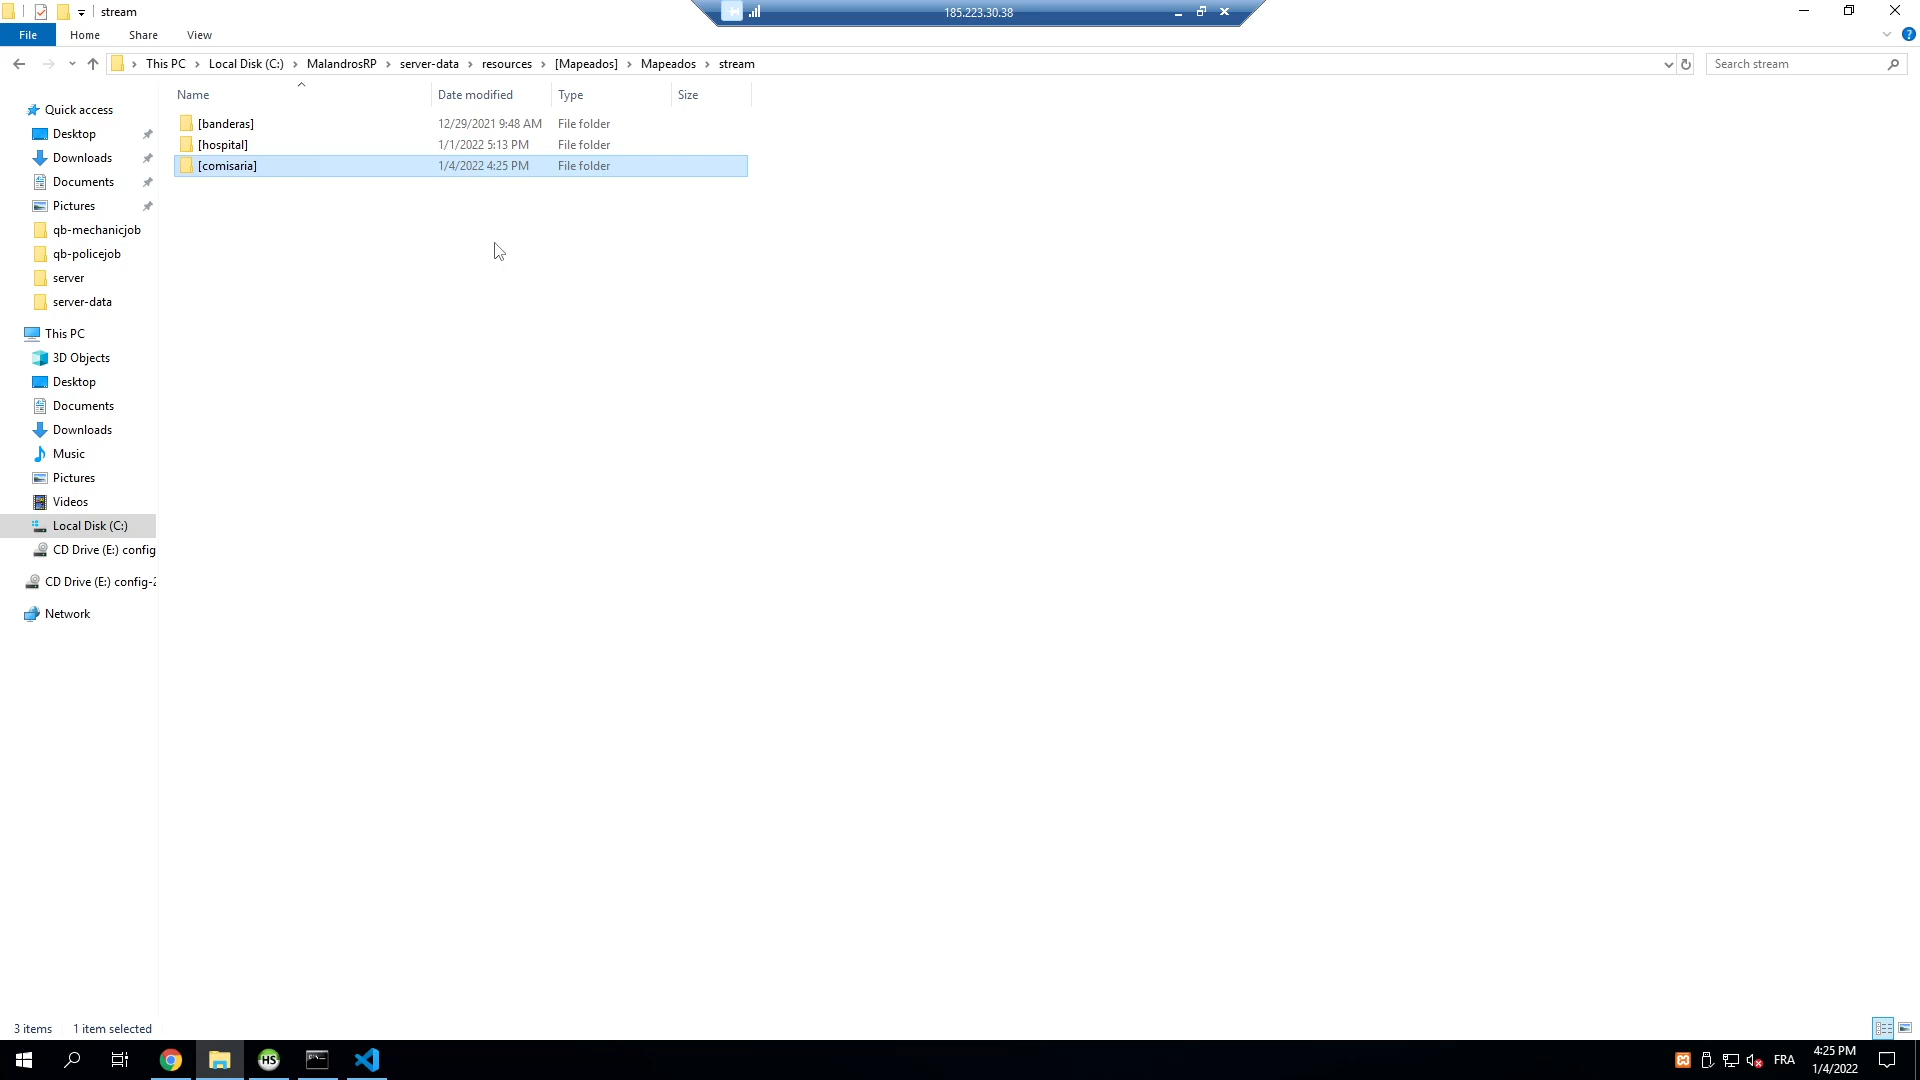 stream
185.223.30.38
File Home Share View
This PC Local Disk (C:) MalandrosRP server-data resources [Mapeados] Mapeados stream
Search stream
Name Date modified Type Size
[banderas] 12/29/2021 9:48 AM File folder
[hospital] 1/1/2022 5:13 PM File folder
[comisaria] 1/4/2022 4:25 PM File folder
Quick access
Desktop
Downloads
Documents
Pictures
qb-mechanicjob
qb-policejob
server
server-data
This PC
3D Objects
Desktop
Documents
Downloads
Music
Pictures
Videos
Local Disk (C:)
CD Drive (E:) config
CD Drive (E:) config-2
Network
3 items 1 item selected
HS
FRA
4:25 PM
1/4/2022